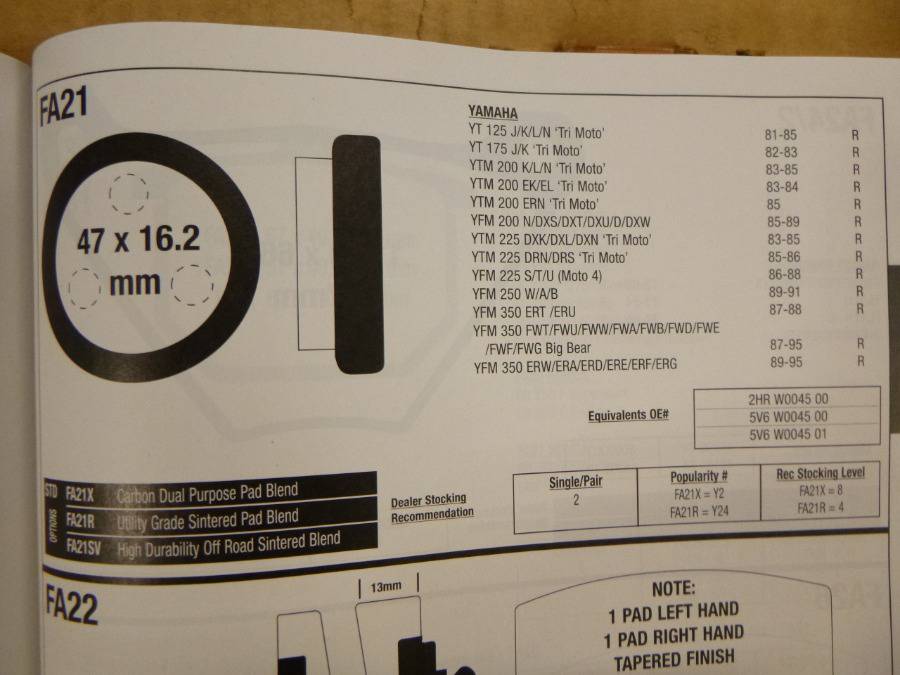 FA21
47 x 16.2
mm
YAMAHA
YT 125 J/K/L/N ‘Tri Moto’ 81-85 R
YT 175 J/K ‘Tri Moto’ 82-83 R
YTM 200 K/L/N ‘Tri Moto’ 83-85 R
YTM 200 EK/EL ‘Tri Moto’ 83-84 R
YTM 200 ERN ‘Tri Moto’ 85 R
YFM 200 N/DXS/DXT/DXU/D/DXW 85-89 R
YTM 225 DXK/DXL/DXN ‘Tri Moto’ 83-85 R
YTM 225 DRN/DRS ‘Tri Moto’ 85-86 R
YFM 225 S/T/U (Moto 4) 86-88 R
YFM 250 W/A/B 89-91 R
YFM 350 ERT /ERU 87-88 R
YFM 350 FWT/FWU/FWW/FWA/FWB/FWD/FWE
/FWF/FWG Big Bear 87-95 R
YFM 350 ERW/ERA/ERD/ERE/ERF/ERG 89-95 R
Equivalents OE#
2HR W0045 00
5V6 W0045 00
5V6 W0045 01
STD FA21X Carbon Dual Purpose Pad Blend
OPTIONS FA21R Utility Grade Sintered Pad Blend
FA21SV High Durability Off Road Sintered Blend
Dealer Stocking
Recommendation
Single/Pair Popularity # Rec Stocking Level
2 FA21X = Y2 FA21X = 8
FA21R = Y24 FA21R = 4
FA22
13mm
NOTE:
1 PAD LEFT HAND
1 PAD RIGHT HAND
TAPERED FINISH